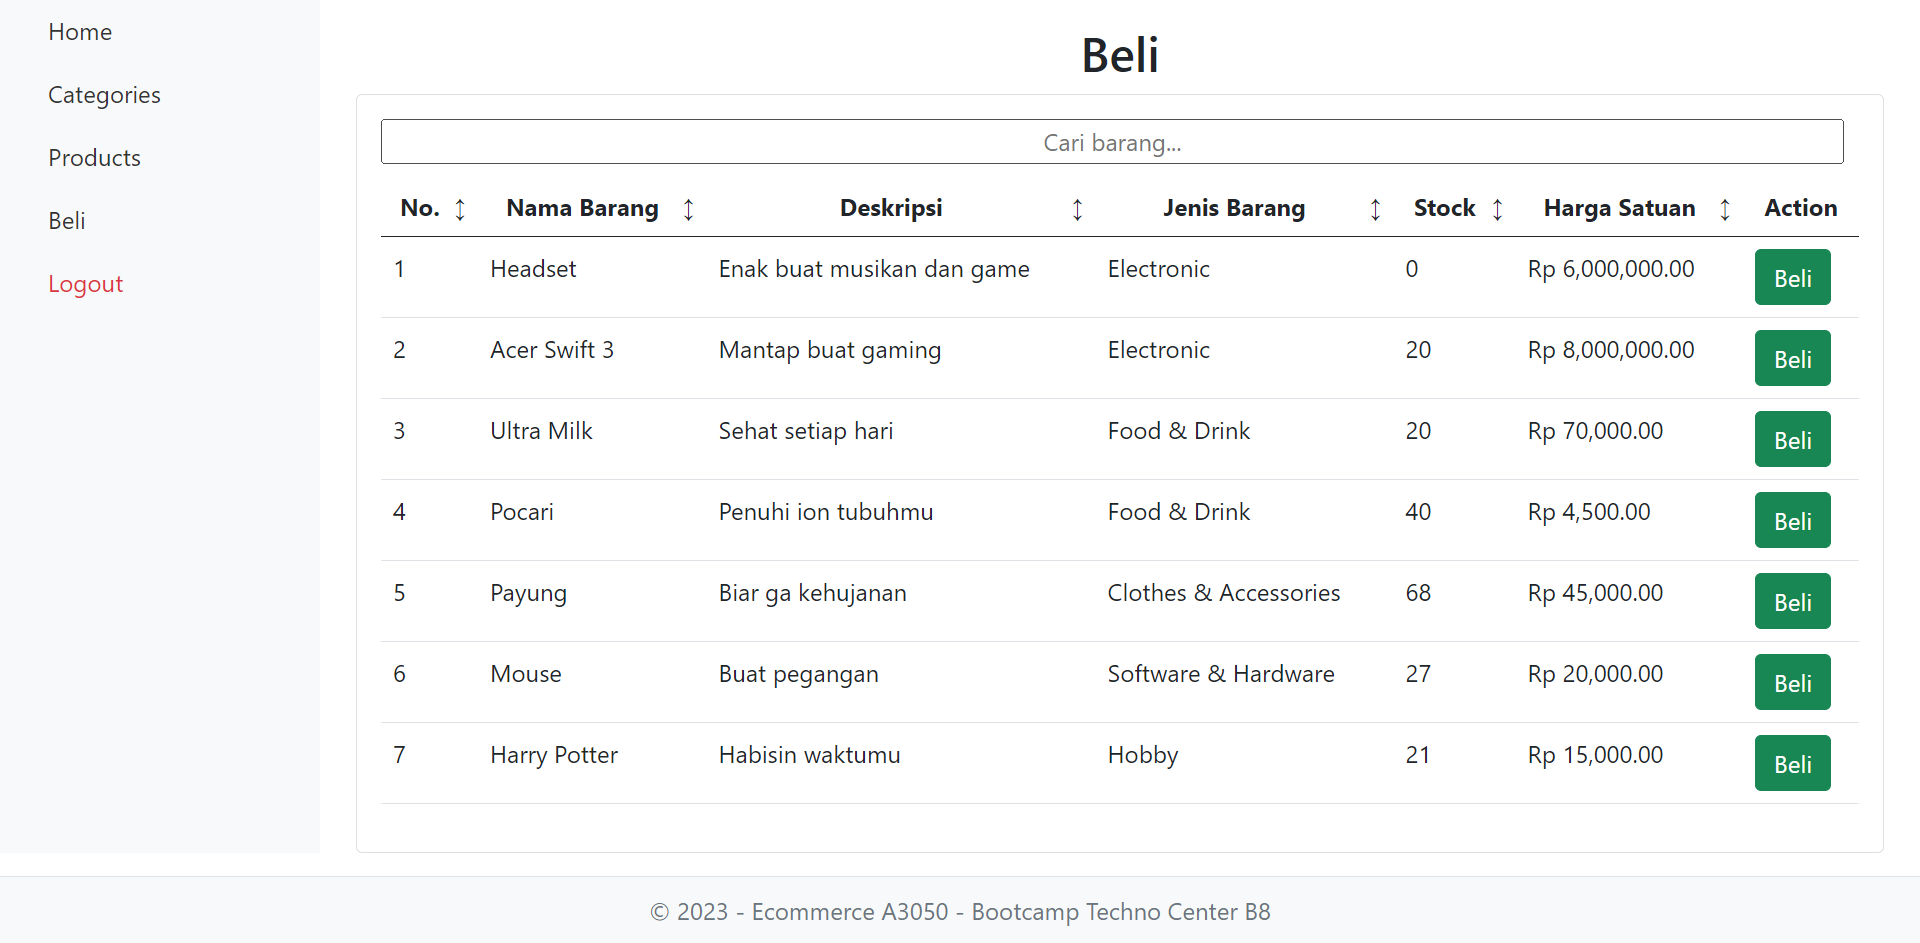 Home
Categories
Products
Beli
Logout
Beli
Cari barang...
No. ↕ Nama Barang ↕ Deskripsi ↕ Jenis Barang ↕ Stock ↕ Harga Satuan ↕ Action
1 Headset Enak buat musikan dan game Electronic 0 Rp 6,000,000.00 Beli
2 Acer Swift 3 Mantap buat gaming Electronic 20 Rp 8,000,000.00 Beli
3 Ultra Milk Sehat setiap hari Food & Drink 20 Rp 70,000.00 Beli
4 Pocari Penuhi ion tubuhmu Food & Drink 40 Rp 4,500.00 Beli
5 Payung Biar ga kehujanan Clothes & Accessories 68 Rp 45,000.00 Beli
6 Mouse Buat pegangan Software & Hardware 27 Rp 20,000.00 Beli
7 Harry Potter Habisin waktumu Hobby 21 Rp 15,000.00 Beli
© 2023 - Ecommerce A3050 - Bootcamp Techno Center B8